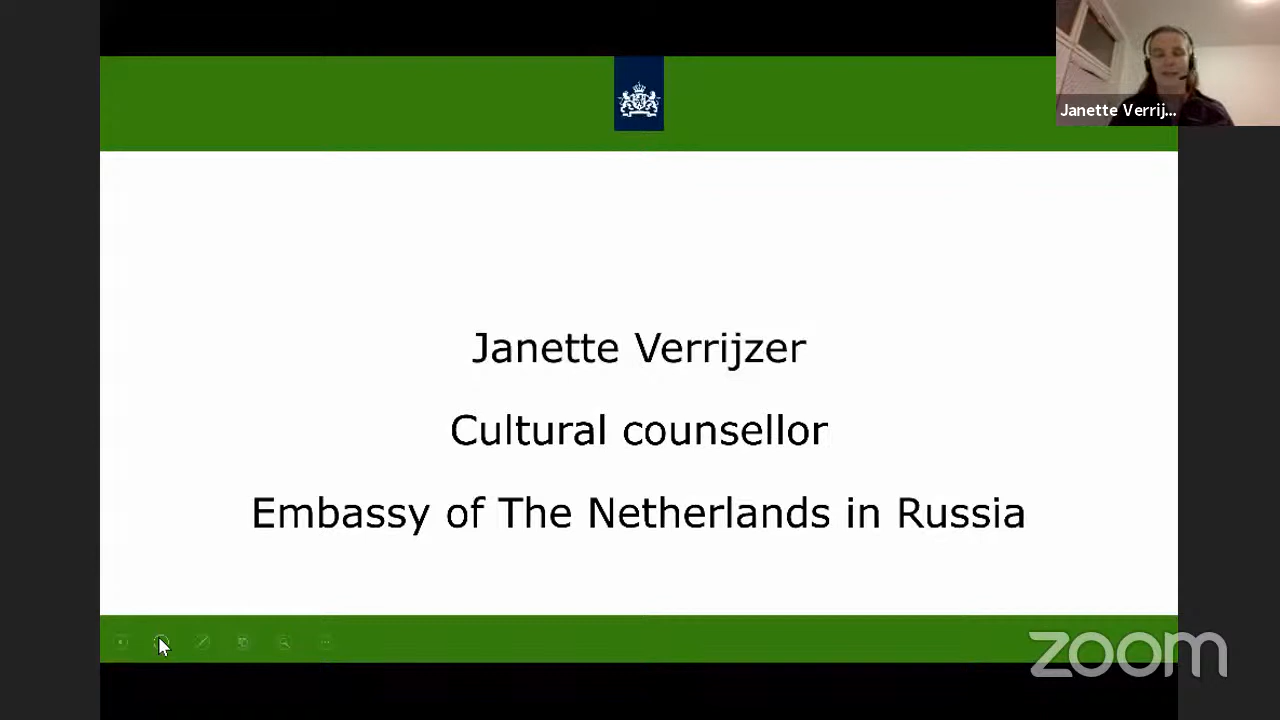 Janette Verrij...
Janette Verrijzer
Cultural counsellor
Embassy of The Netherlands in Russia
zoom